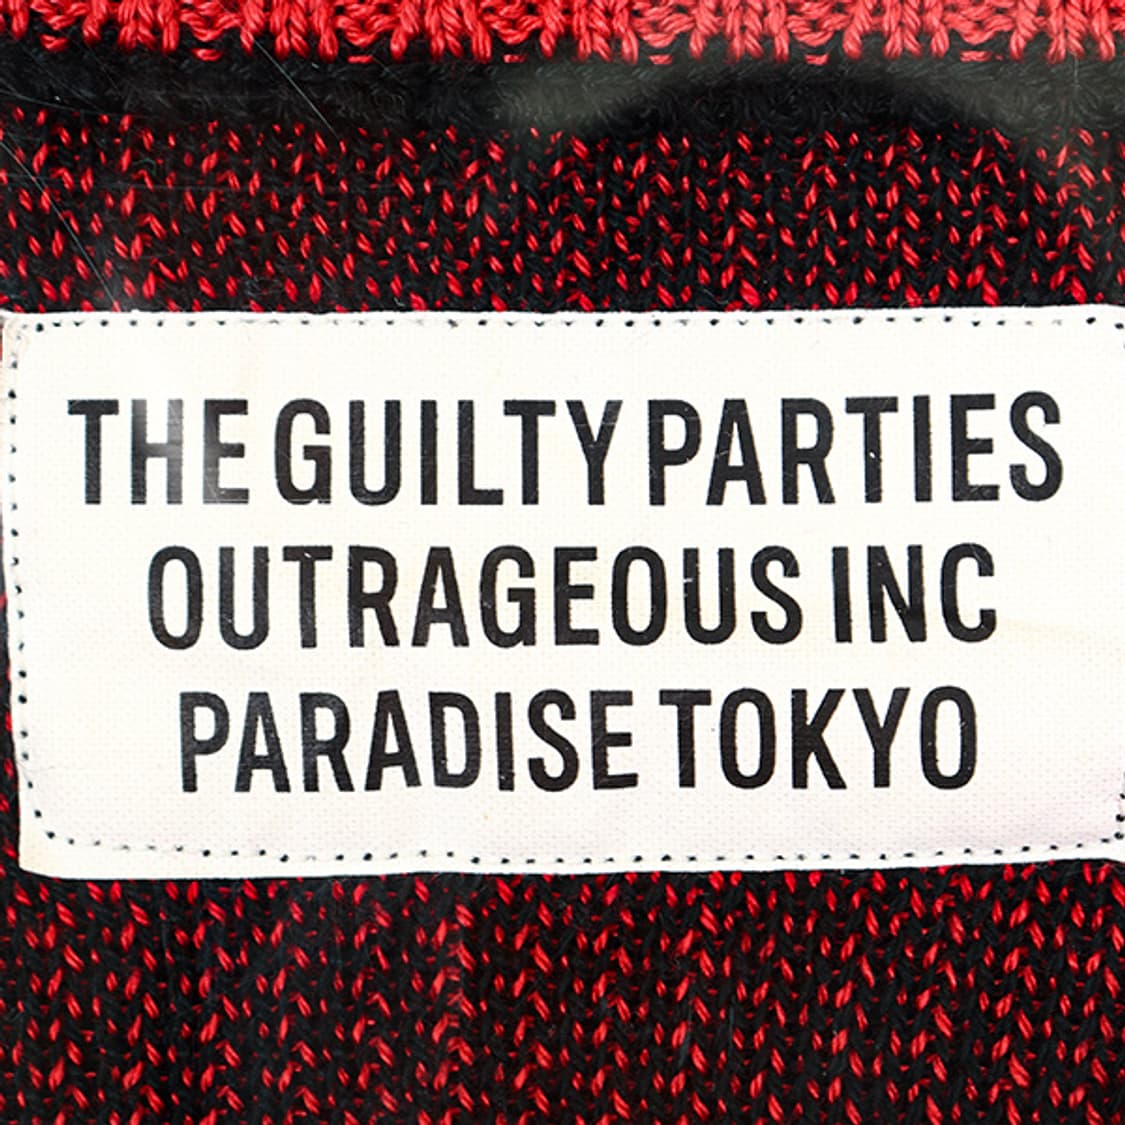 THE GUILTY PARTIES
OUTRAGEOUS INC
PARADISE TOKYO